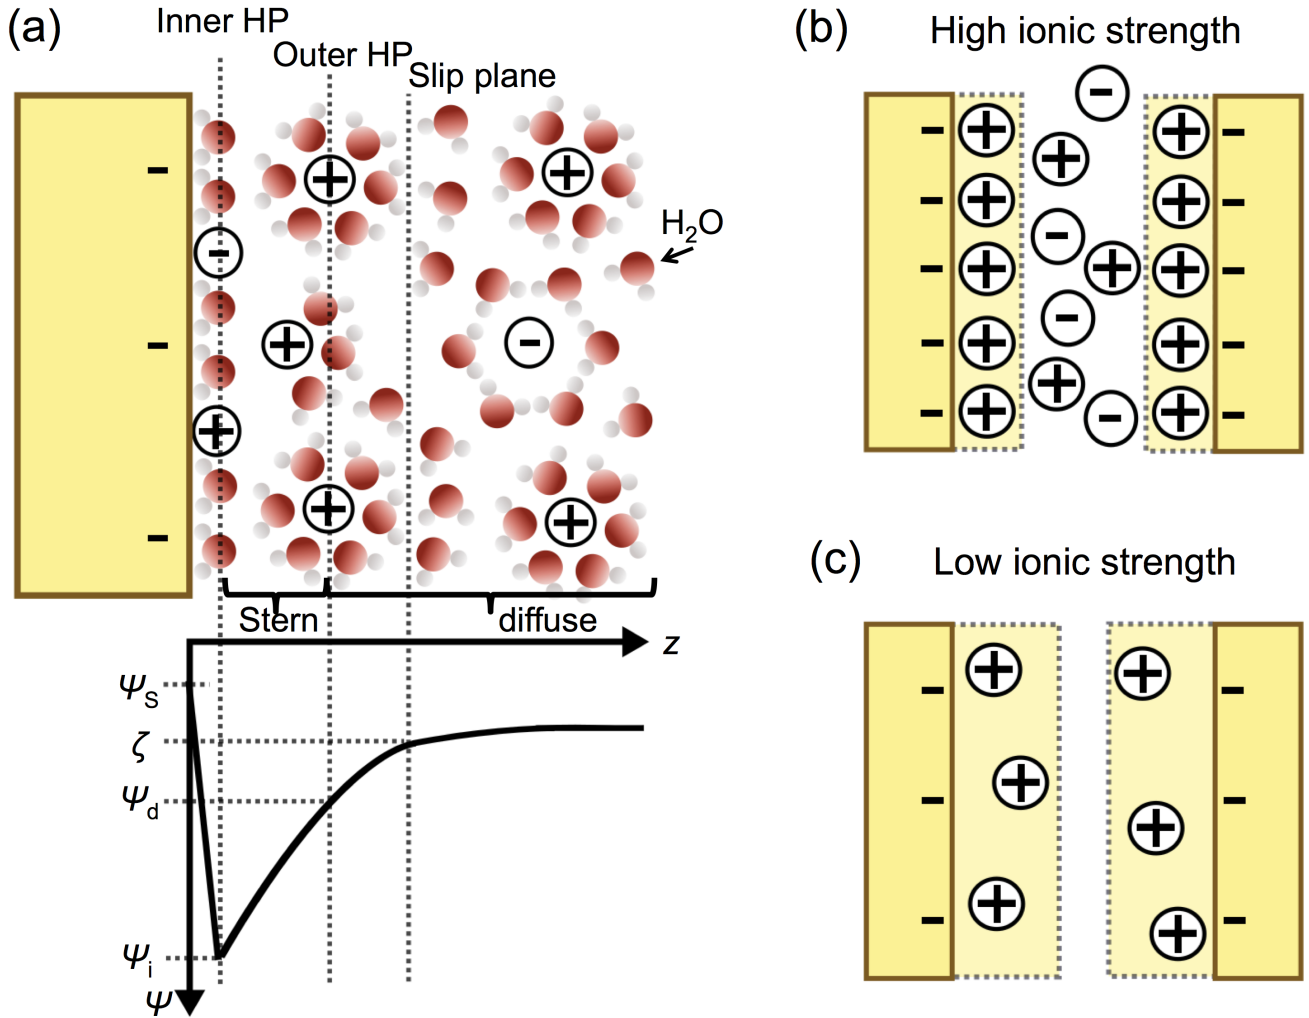 (a)
Inner HP
Outer HP
Slip plane
H₂O
Stern
diffuse
z
ψS
ζ
ψd
ψi
ψ
(b)
High ionic strength
(c)
Low ionic strength